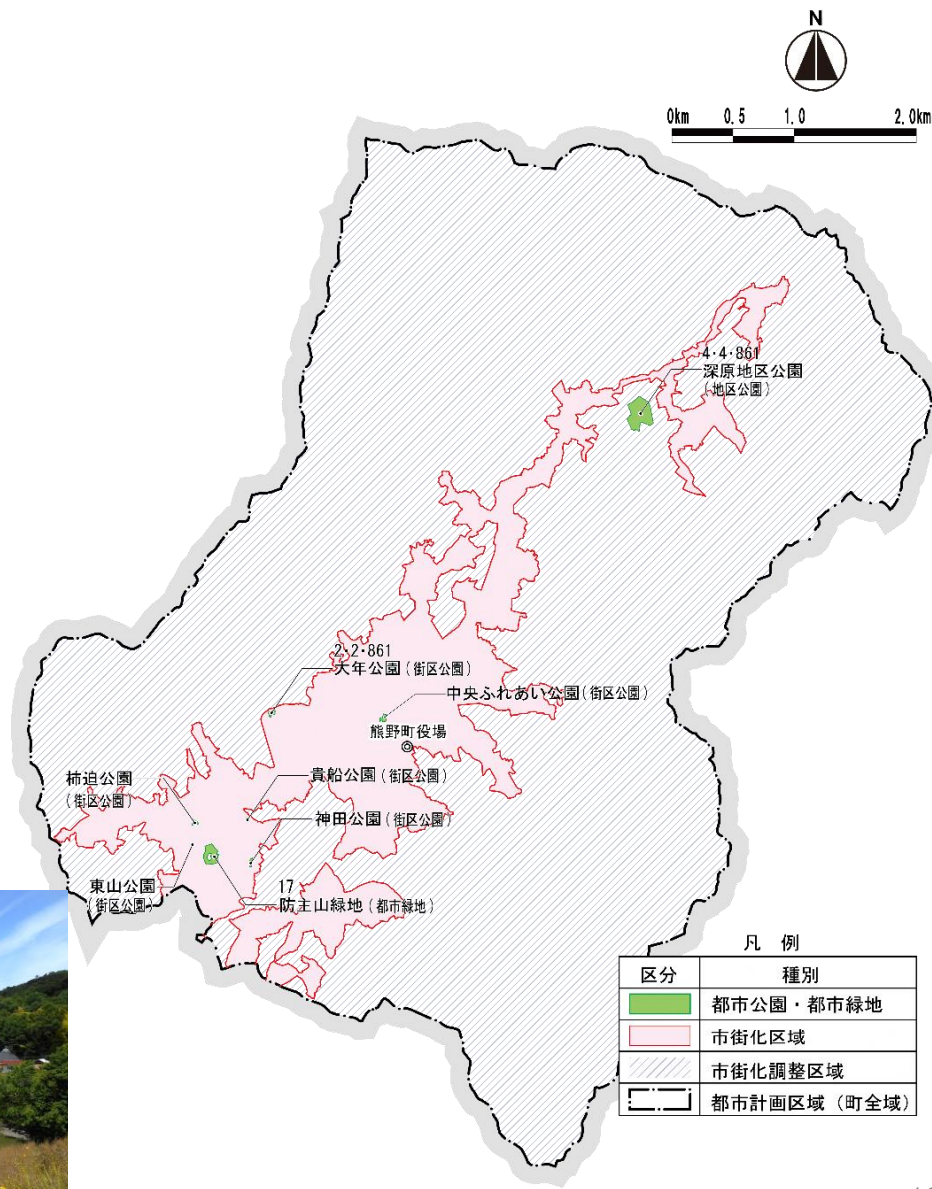 N
0km 0.5 1.0 2.0km
4・4・861
深原地区公園
(地区公園)
2・2・861
大年公園(街区公園)
中央ふれあい公園(街区公園)
熊野町役場
柿迫公園
(街区公園)
貴船公園(街区公園)
神田公園(街区公園)
東山公園
(街区公園)
17
防主山緑地(都市緑地)
凡 例
区分 種別
都市公園・都市緑地
市街化区域
市街化調整区域
都市計画区域(町全域)